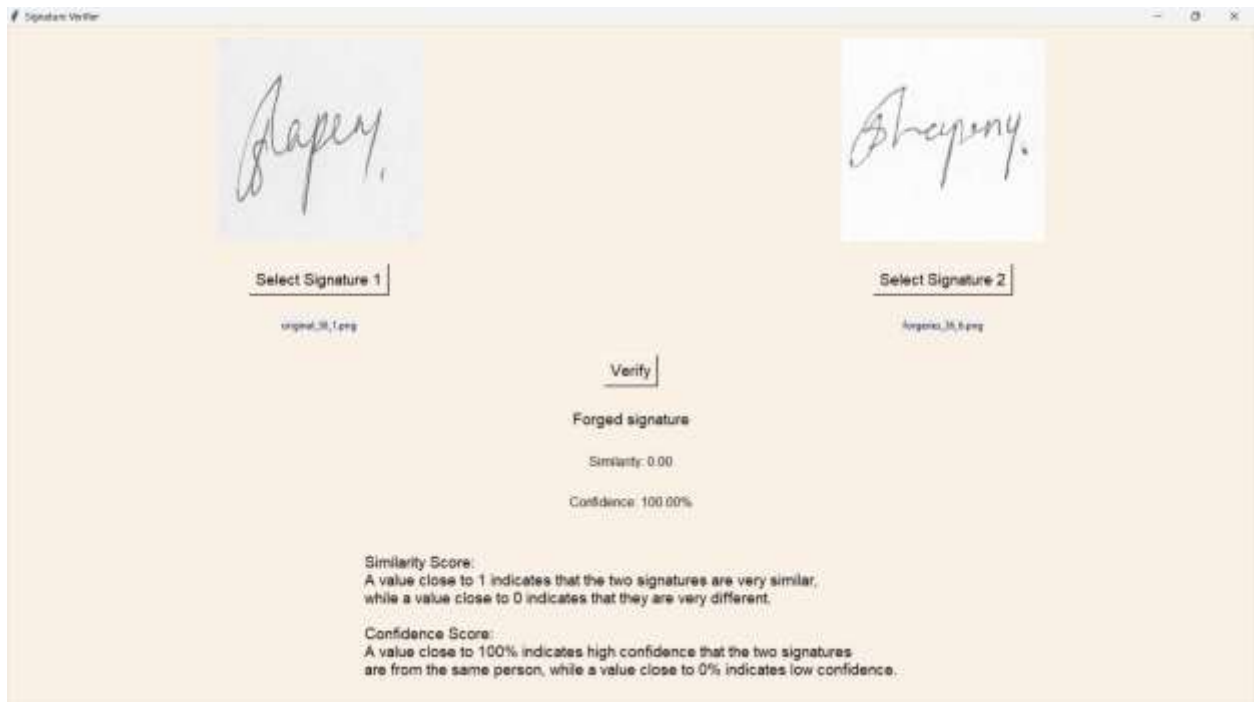 Signature Verifier
Select Signature 1
Select Signature 2
original_36_1.png
forgeries_36_6.png
Verify
Forged signature
Similarity: 0.00
Confidence: 100.00%
Similarity Score:
A value close to 1 indicates that the two signatures are very similar,
while a value close to 0 indicates that they are very different.
Confidence Score:
A value close to 100% indicates high confidence that the two signatures
are from the same person, while a value close to 0% indicates low confidence.